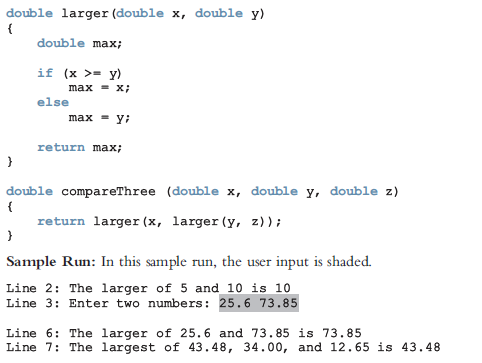 double larger(double x, double y)
{
double max;
if (x >= y)
max = x;
else
max = y;
return max;
}
double compareThree (double x, double y, double z)
{
return larger(x, larger(y, z));
}
Sample Run: In this sample run, the user input is shaded.
Line 2: The larger of 5 and 10 is 10
Line 3: Enter two numbers: 25.6 73.85
Line 6: The larger of 25.6 and 73.85 is 73.85
Line 7: The largest of 43.48, 34.00, and 12.65 is 43.48